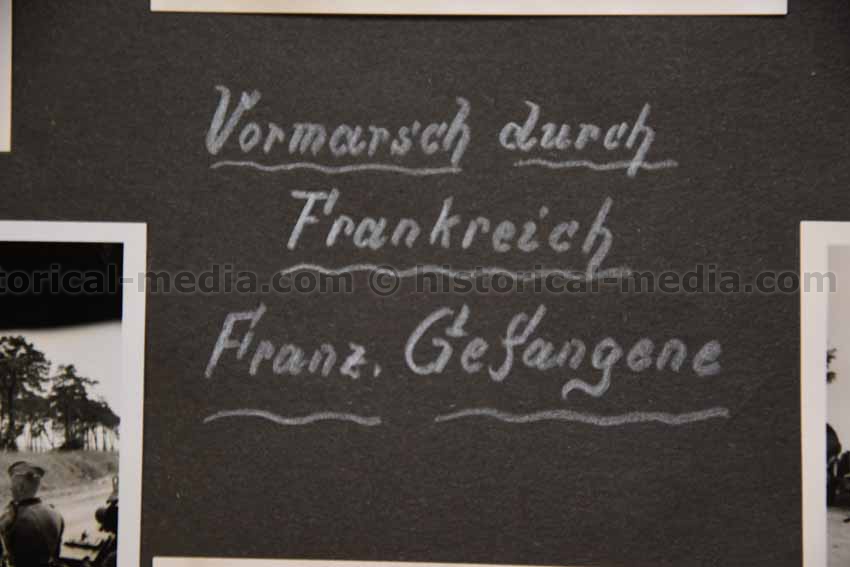 Vormarsch durch
Frankreich
torical-media.com © historical-media.com ©
Franz. Gefangene